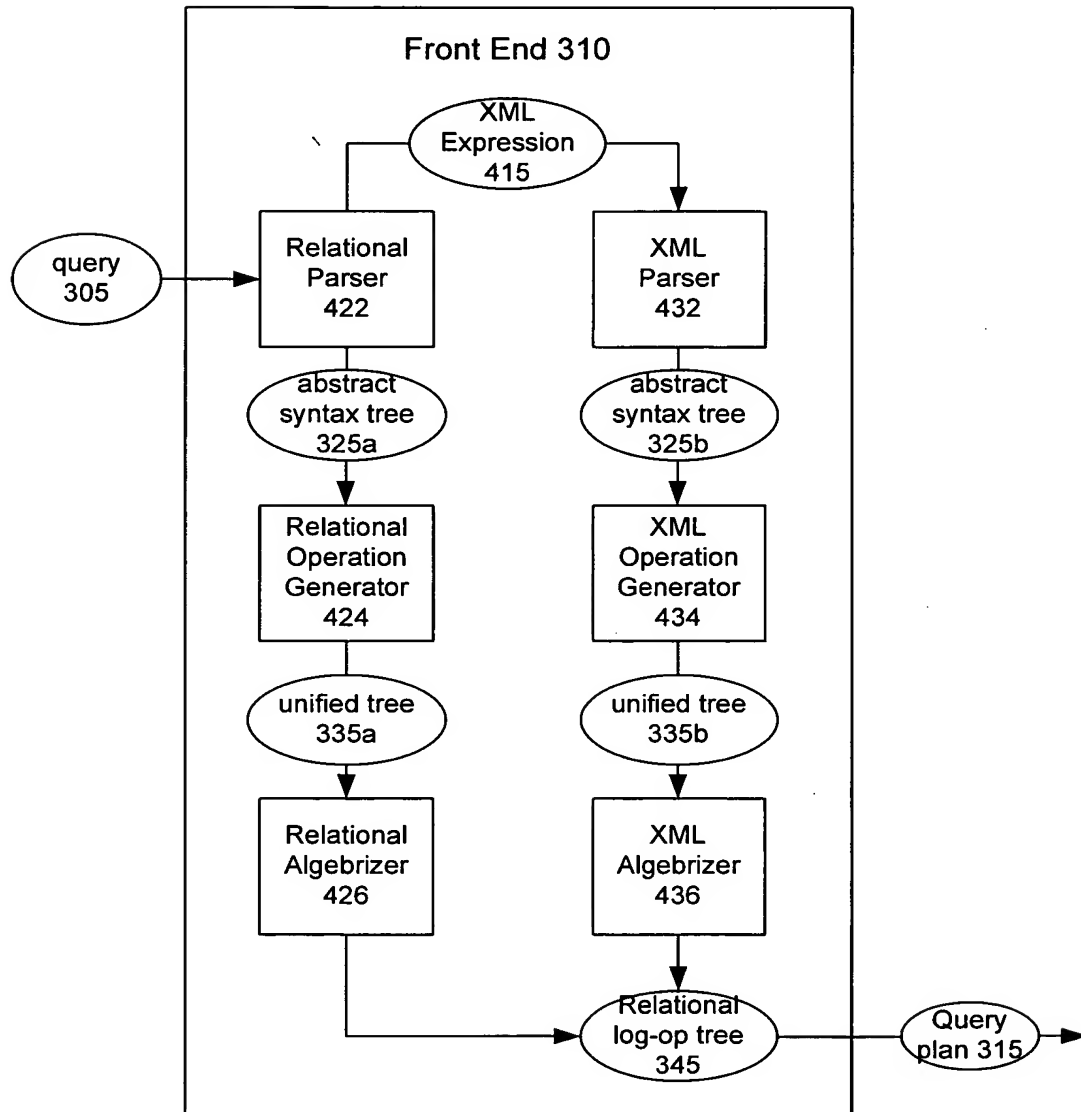 Front End 310
XML
Expression
415
query
305
Relational
Parser
422
XML
Parser
432
abstract
syntax tree
325a
abstract
syntax tree
325b
Relational
Operation
Generator
424
XML
Operation
Generator
434
unified tree
335a
unified tree
335b
Relational
Algebrizer
426
XML
Algebrizer
436
Relational
log-op tree
345
Query
plan 315